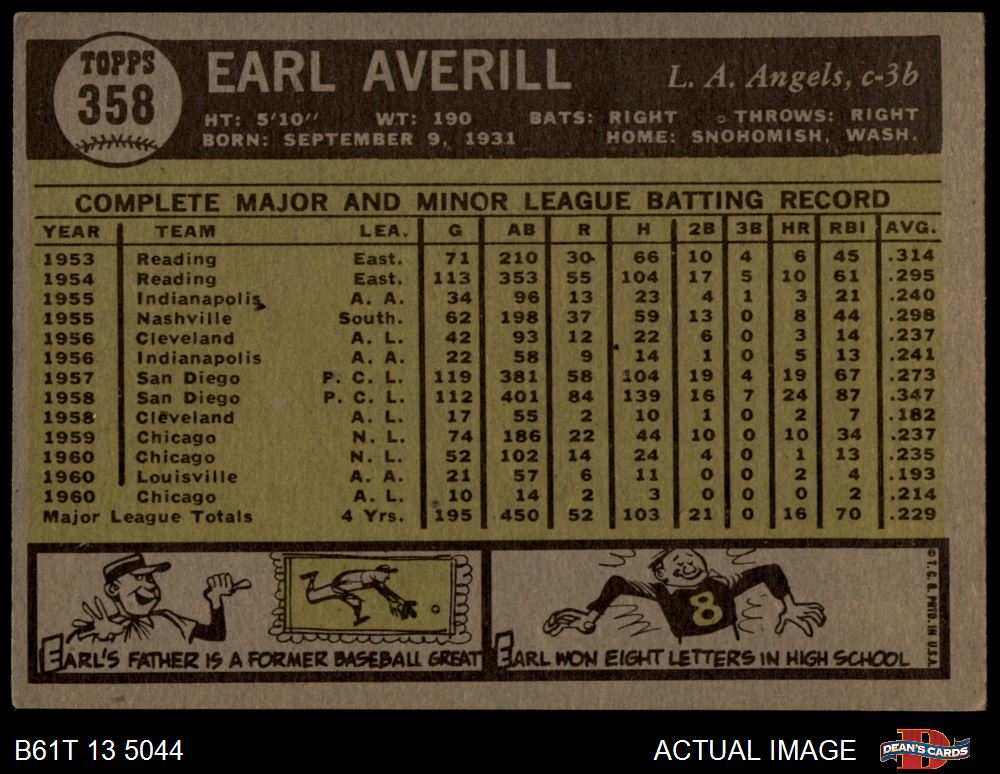 TOPPS
358
EARL AVERILL
L. A. Angels, c-3b
HT: 5'10" WT: 190 BATS: RIGHT THROWS: RIGHT
BORN: SEPTEMBER 9, 1931 HOME: SNOHOMISH, WASH.
COMPLETE MAJOR AND MINOR LEAGUE BATTING RECORD
YEAR TEAM LEA. G AB R H 2B 3B HR RBI AVG.
1953 Reading East. 71 210 30 66 10 4 6 45 .314
1954 Reading East. 113 353 55 104 17 5 10 61 .295
1955 Indianapolis A. A. 34 96 13 23 4 1 3 21 .240
1955 Nashville South. 62 198 37 59 13 0 8 44 .298
1956 Cleveland A. L. 42 93 12 22 6 0 3 14 .237
1956 Indianapolis A. A. 22 58 9 14 1 0 5 13 .241
1957 San Diego P. C. L. 119 381 58 104 19 4 19 67 .273
1958 San Diego P. C. L. 112 401 84 139 16 7 24 87 .347
1958 Cleveland A. L. 17 55 2 10 1 0 2 7 .182
1959 Chicago N. L. 74 186 22 44 10 0 10 34 .237
1960 Chicago N. L. 52 102 14 24 4 0 1 13 .235
1960 Louisville A. A. 21 57 6 11 0 0 2 4 .193
1960 Chicago A. L. 10 14 2 3 0 0 0 2 .214
Major League Totals 4 Yrs. 195 450 52 103 21 0 16 70 .229
EARL'S FATHER IS A FORMER BASEBALL GREAT
8
EARL WON EIGHT LETTERS IN HIGH SCHOOL
© T. C. G. PRTD. IN U.S.A.
B61T 13 5044
ACTUAL IMAGE
DEAN'S CARDS